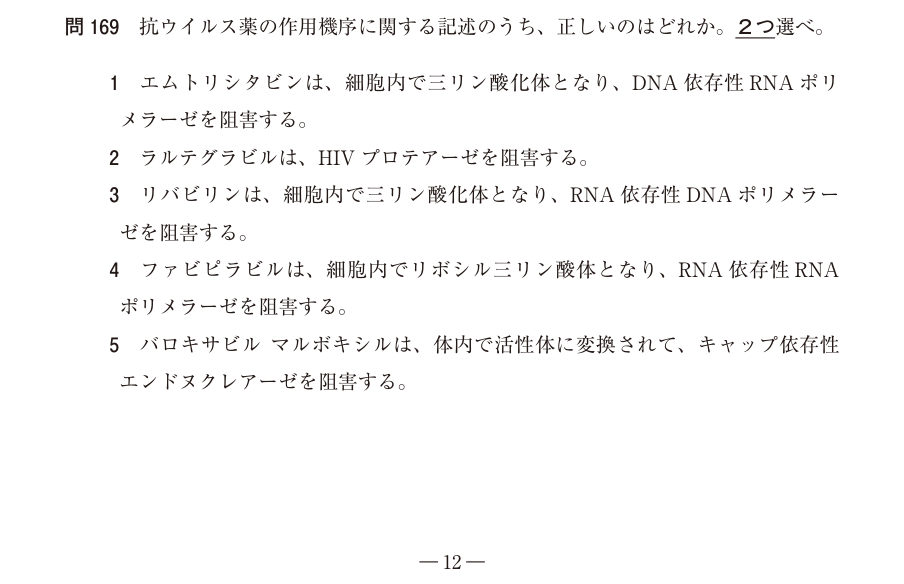 問 169 抗ウイルス薬の作用機序に関する記述のうち、正しいのはどれか。２つ選べ。
1 エムトリシタビンは、細胞内で三リン酸化体となり、DNA 依存性 RNA ポリ
メラーゼを阻害する。
2 ラルテグラビルは、HIV プロテアーゼを阻害する。
3 リバビリンは、細胞内で三リン酸化体となり、RNA 依存性 DNA ポリメラー
ゼを阻害する。
4 ファビピラビルは、細胞内でリボシル三リン酸体となり、RNA 依存性 RNA
ポリメラーゼを阻害する。
5 バロキサビル マルボキシルは、体内で活性体に変換されて、キャップ依存性
エンドヌクレアーゼを阻害する。
― 12 ―